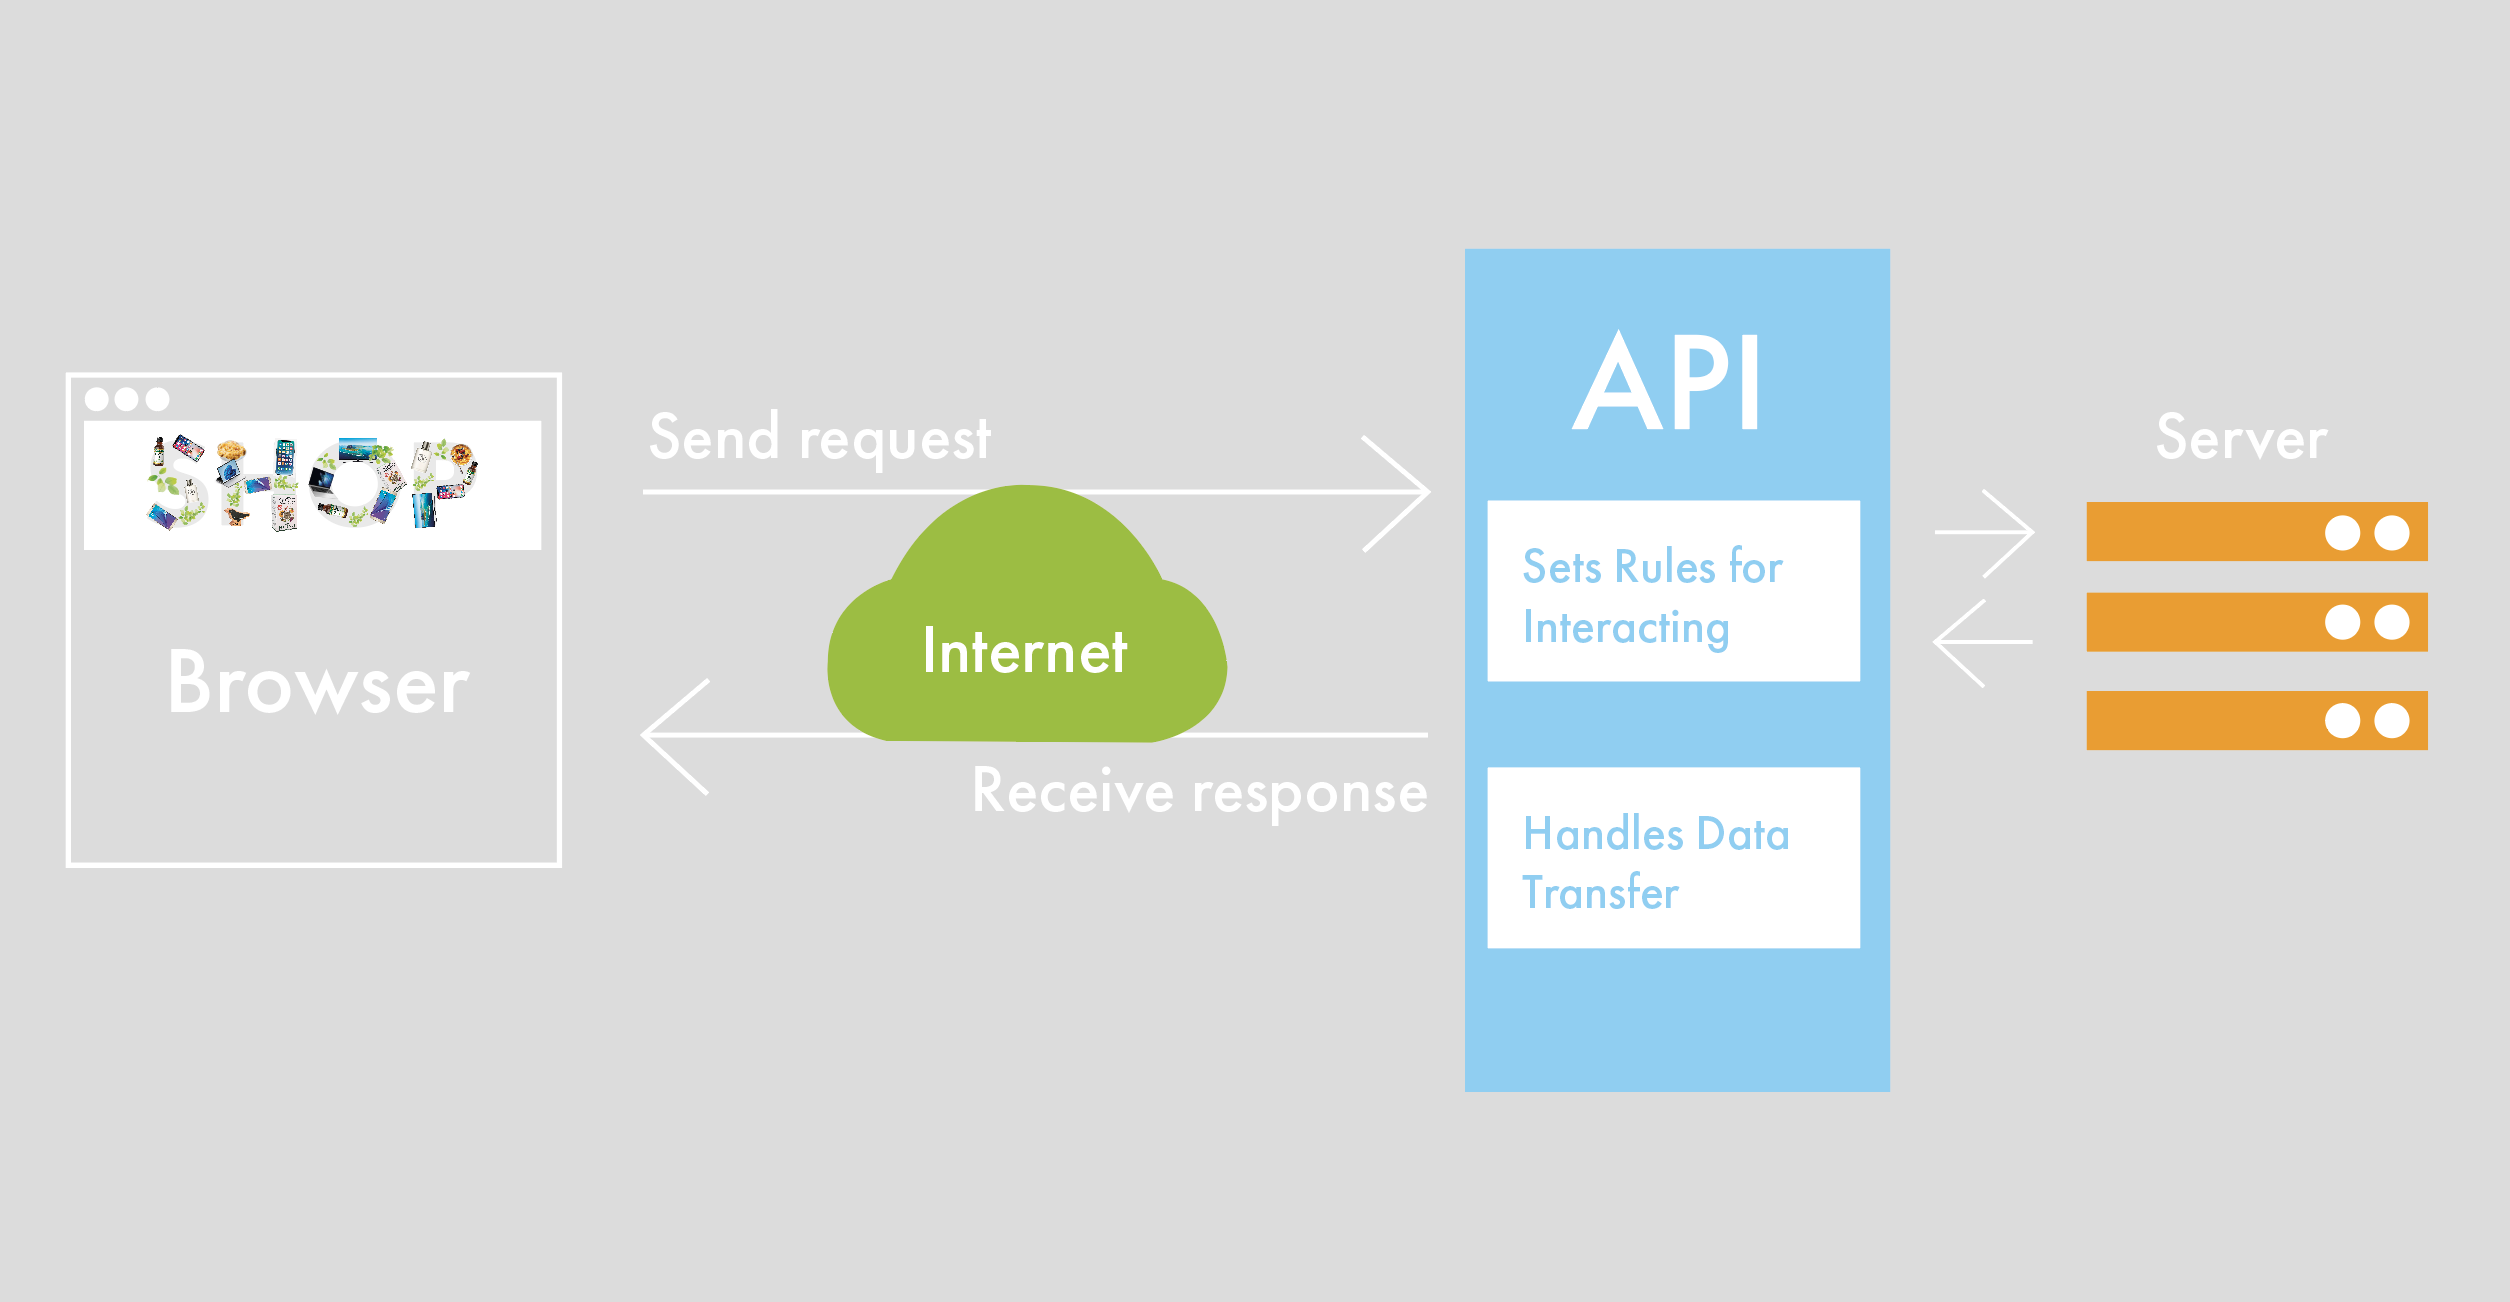 SHOP
Browser
Send request
Internet
Receive response
API
Sets Rules for
Interacting
Handles Data
Transfer
Server